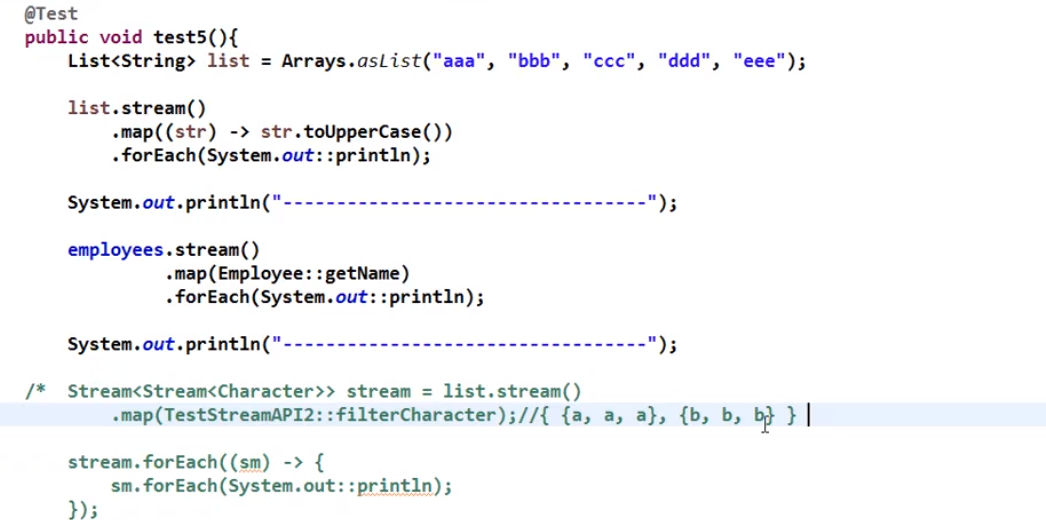 @Test
public void test5(){
List<String> list = Arrays.asList("aaa", "bbb", "ccc", "ddd", "eee");
list.stream()
.map((str) -> str.toUpperCase())
.forEach(System.out::println);
System.out.println("----------------------------------");
employees.stream()
.map(Employee::getName)
.forEach(System.out::println);
System.out.println("----------------------------------");
/* Stream<Stream<Character>> stream = list.stream()
.map(TestStreamAPI2::filterCharacter);//{ {a, a, a}, {b, b, b} }
stream.forEach((sm) -> {
sm.forEach(System.out::println);
});